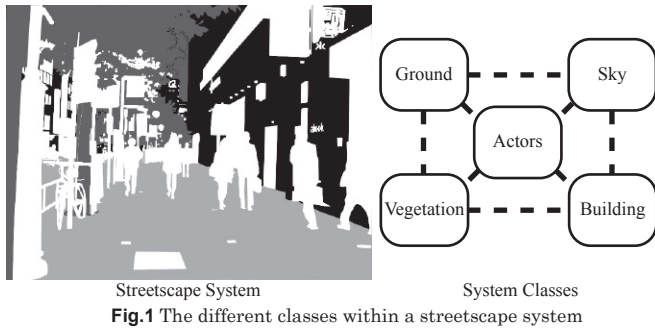 Ground
Sky
Actors
Vegetation
Building
Streetscape System
System Classes
Fig.1 The different classes within a streetscape system